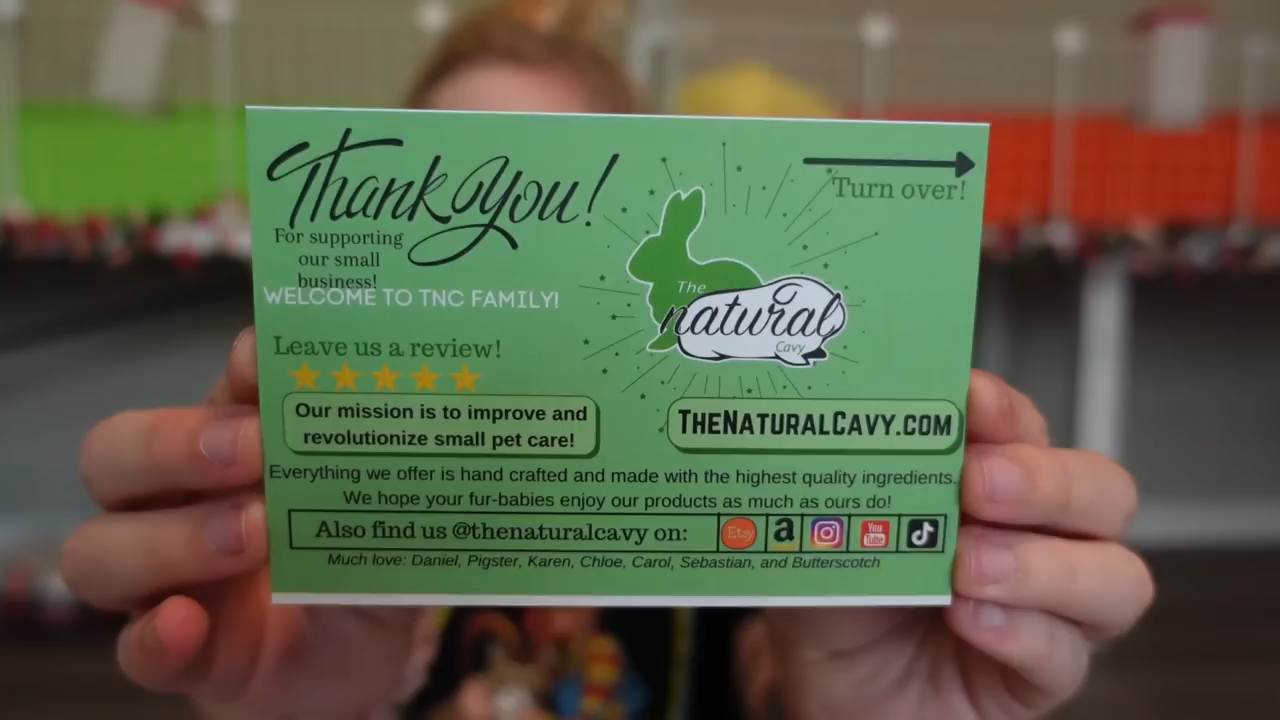 Thank you!
For supporting
our small
business!
WELCOME TO TNC FAMILY!
Turn over!
The
natural
Cavy
Leave us a review!
Our mission is to improve and
revolutionize small pet care!
THENATURALCAVY.COM
Everything we offer is hand crafted and made with the highest quality ingredients.
We hope your fur-babies enjoy our products as much as ours do!
Also find us @thenaturalcavy on:
Etsy
a
You
Tube
Much love: Daniel, Pigster, Karen, Chloe, Carol, Sebastian, and Butterscotch